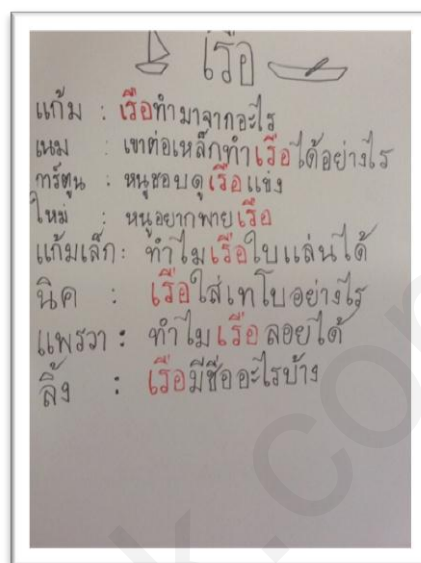 เรือ
แก้ม : เรือทำมาจากอะไร
เนม : เขาต่อเหล็กทำเรือได้อย่างไร
การ์ตูน : หนูชอบดูเรือแข่ง
ใหม่ : หนูอยากพายเรือ
แก้มเล็ก : ทำไมเรือใบแล่นได้
นิค : เรือใส่เทโบอย่างไร
แพรวา : ทำไมเรือลอยได้
ลิ้ง : เรือมีชื่ออะไรบ้าง